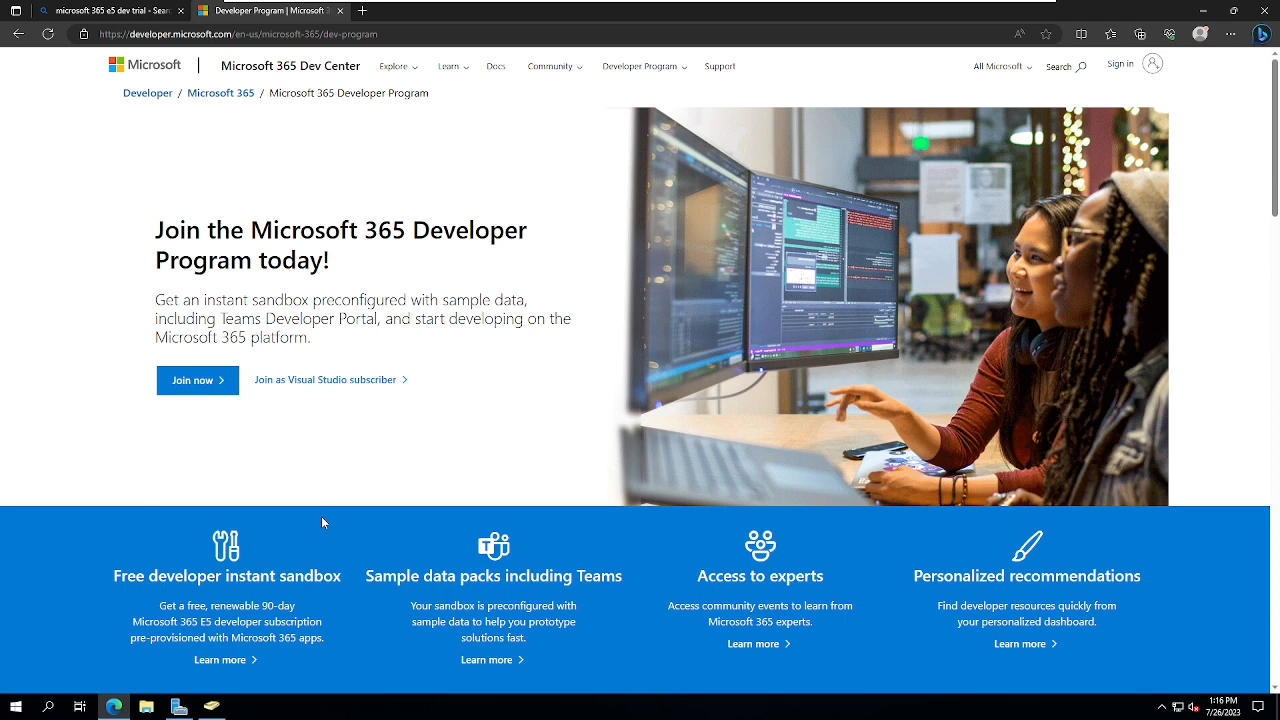 microsoft 365 e5 dev trial - Sear
Developer Program | Microsoft 3
https://developer.microsoft.com/en-us/microsoft-365/dev-program
Microsoft
Microsoft 365 Dev Center
Explore
Learn
Docs
Community
Developer Program
Support
All Microsoft
Search
Sign in
Developer / Microsoft 365 / Microsoft 365 Developer Program
Join the Microsoft 365 Developer
Program today!
Get an instant sandbox preconfigured with sample data,
including Teams Developer Portal, and start developing on the
Microsoft 365 platform.
Join now
Join as Visual Studio subscriber
Free developer instant sandbox
Get a free, renewable 90-day
Microsoft 365 E5 developer subscription
pre-provisioned with Microsoft 365 apps.
Learn more
Sample data packs including Teams
Your sandbox is preconfigured with
sample data to help you prototype
solutions fast.
Learn more
Access to experts
Access community events to learn from
Microsoft 365 experts.
Learn more
Personalized recommendations
Find developer resources quickly from
your personalized dashboard.
Learn more
1:16 PM
7/26/2023